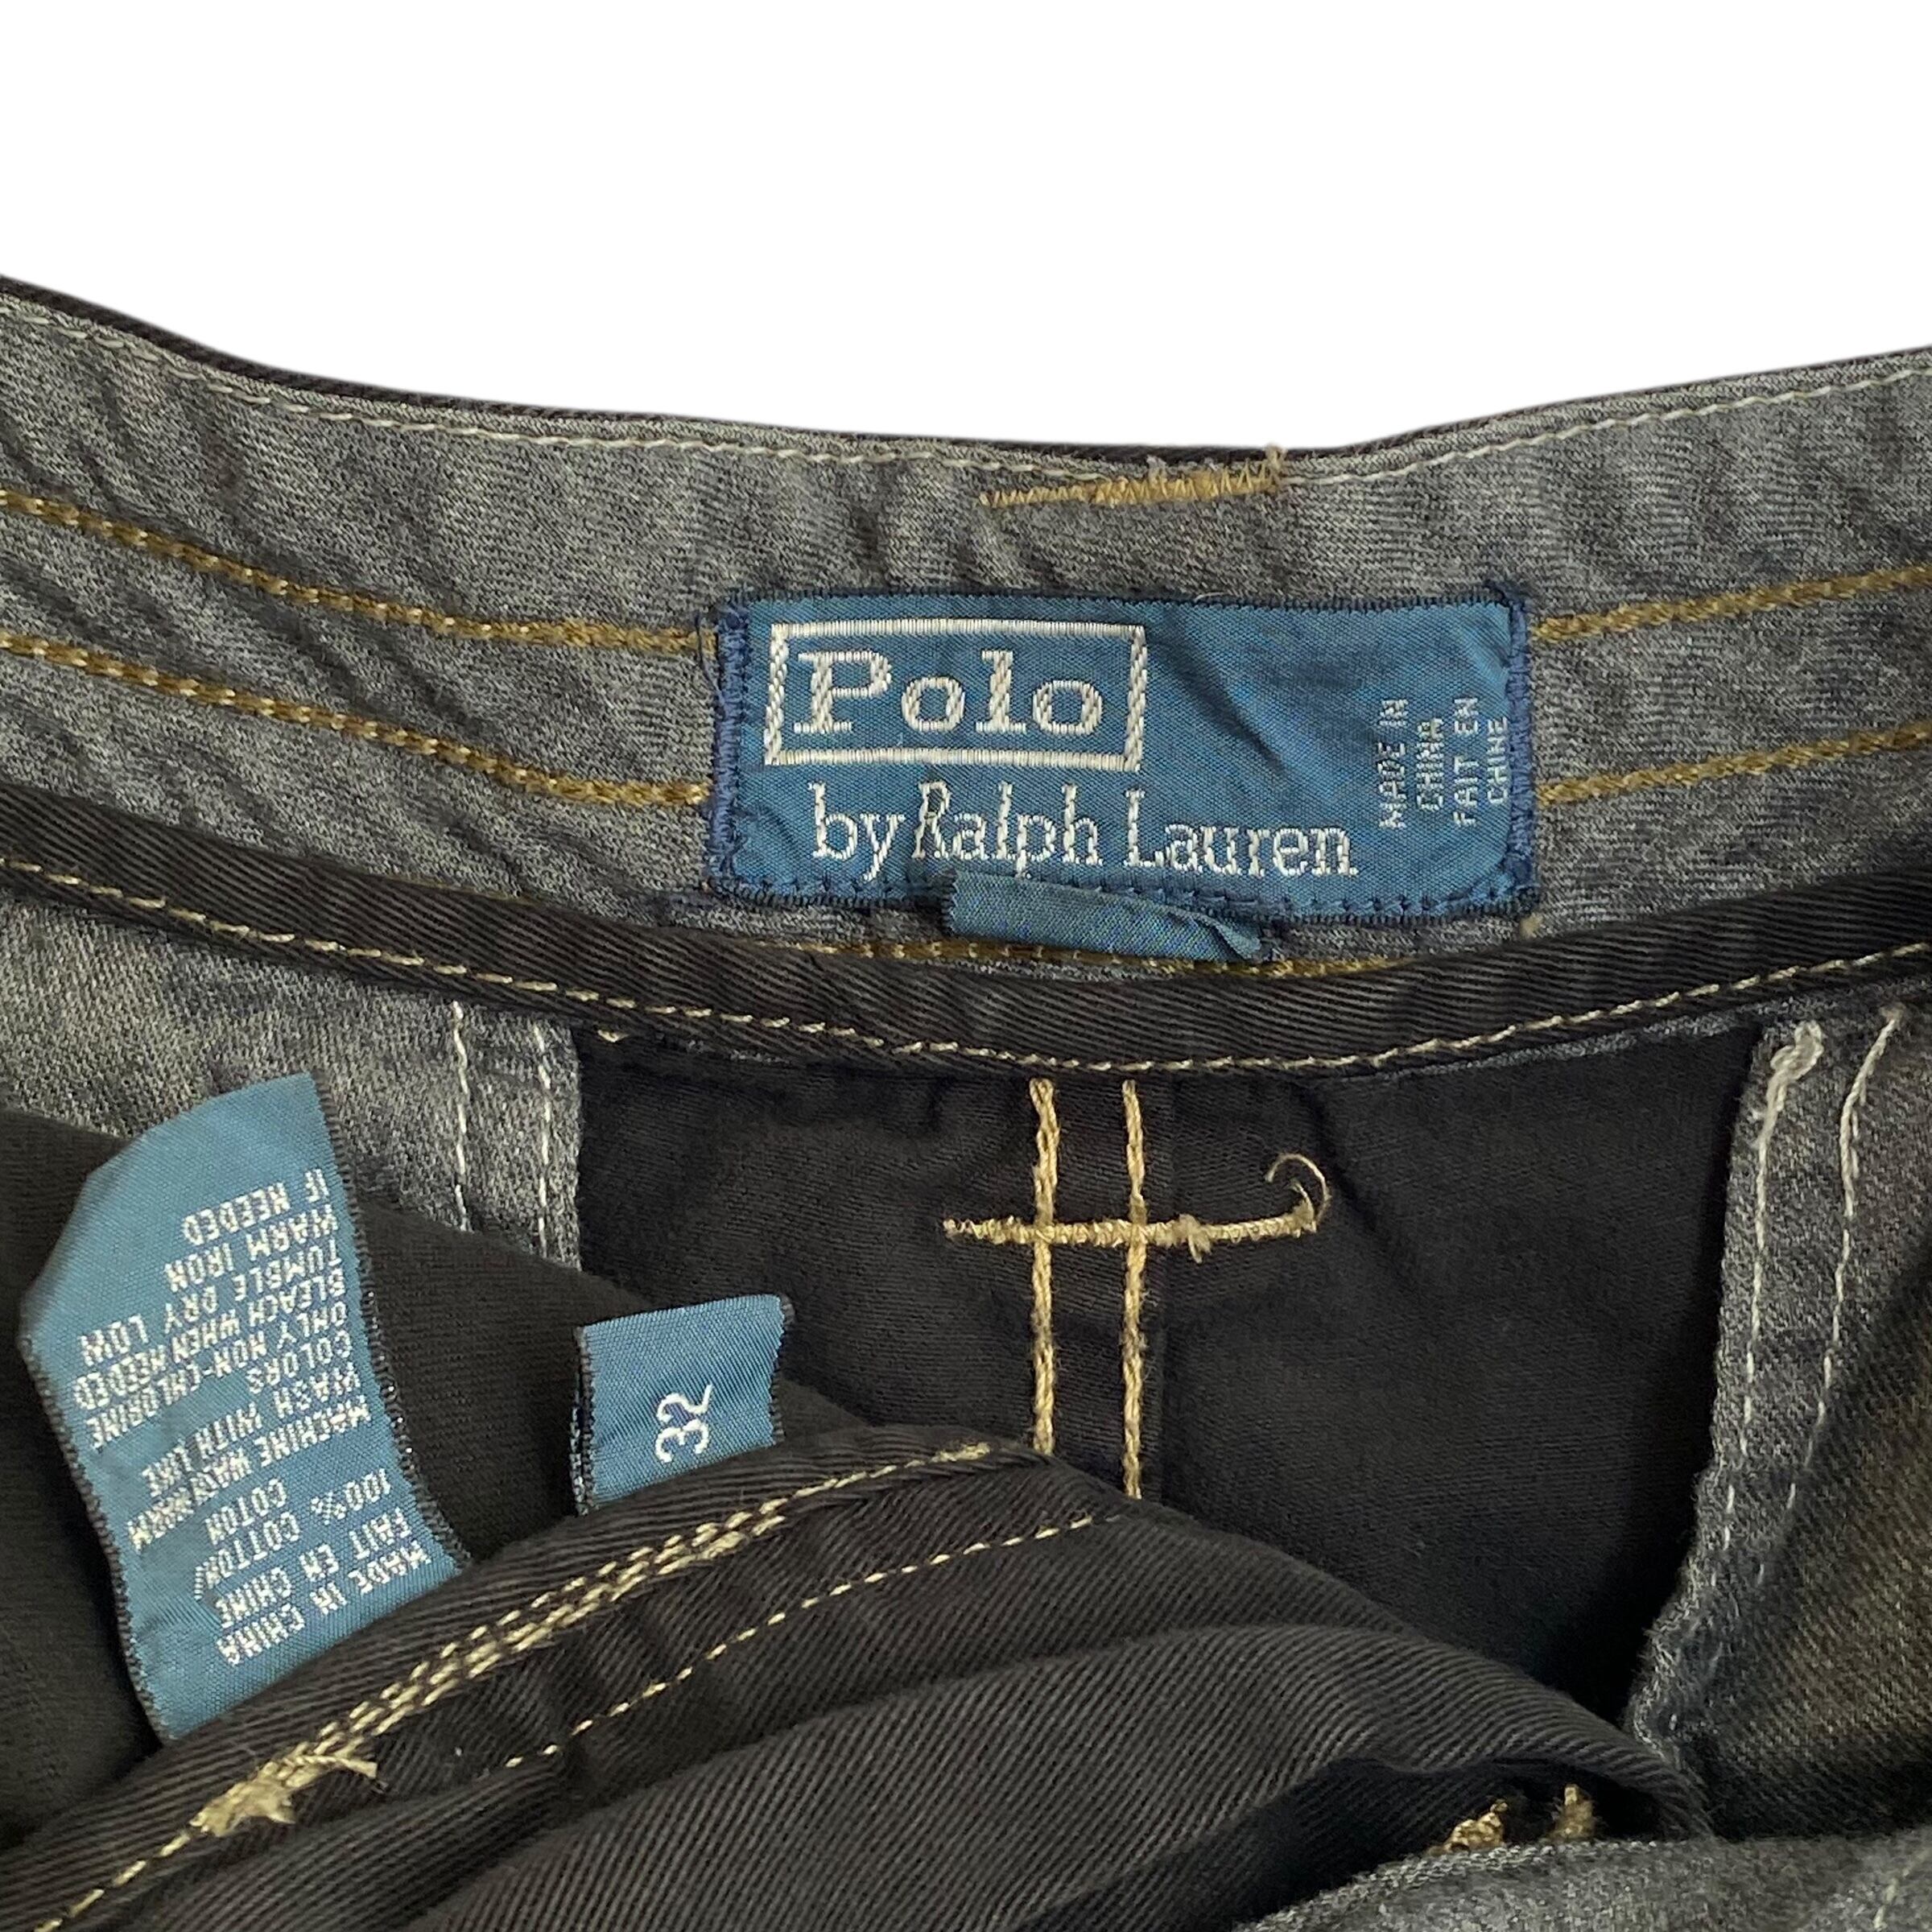 Polo
by Ralph Lauren
MADE IN
CHINA
FAIT EN
CHINE
32
MADE IN CHINA
FAIT EN CHINE
100% COTTON/
COTON
MACHINE WARM
WASH WITH LIKE
COLORS
ONLY NON-CHLORINE
BLEACH WHEN NEEDED
TUMBLE DRY LOW
WARM IRON
IF NEEDED